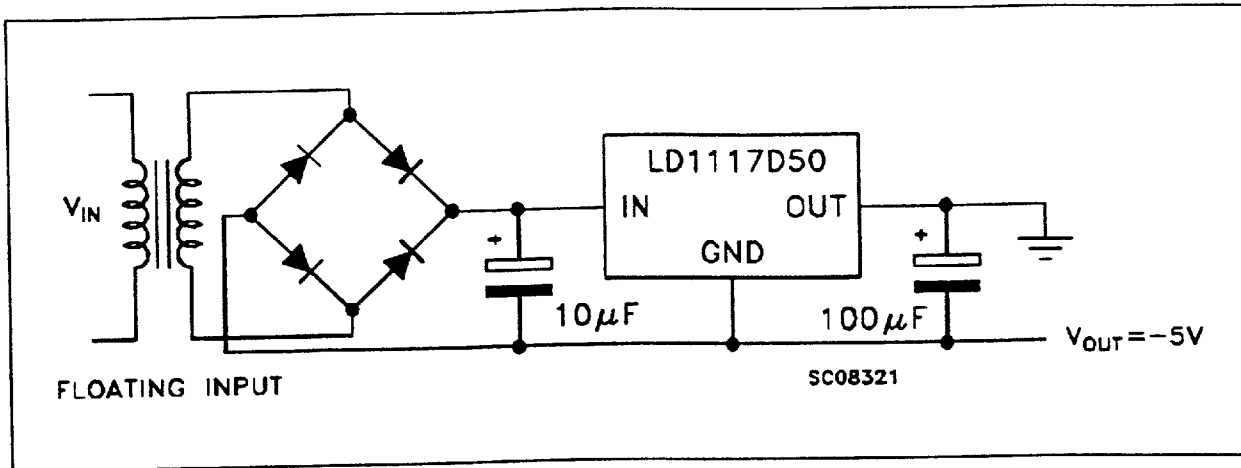 LD1117D50
V_IN
IN
OUT
GND
+
+
10μF
100μF
V_OUT=-5V
FLOATING INPUT
SC08321